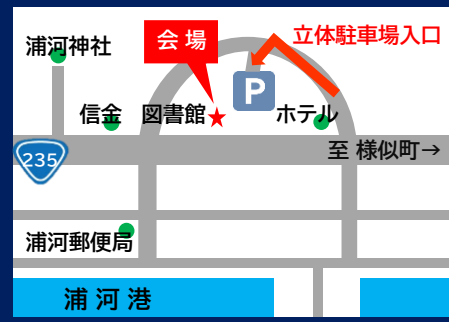 立体駐車場入口
会場
浦河神社
P
信金
図書館
ホテル
至 様似町→
235
浦河郵便局
浦河港